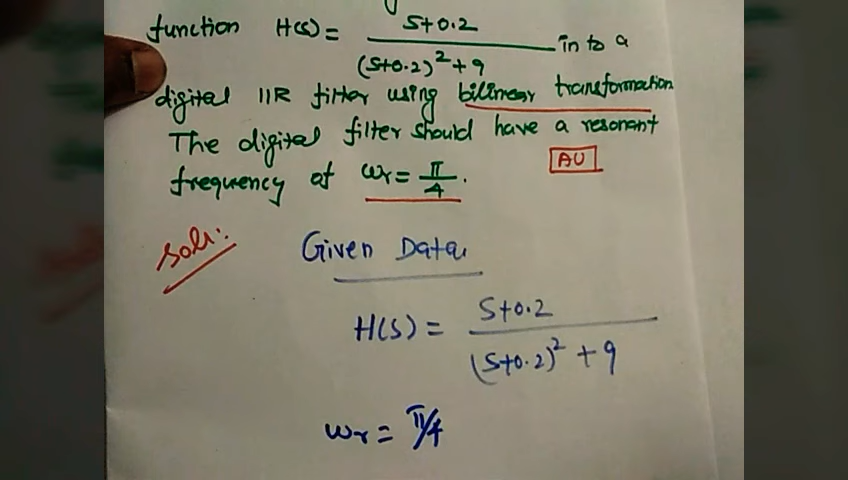 function H(s) = S+0.2 / (S+0.2)²+9 in to a
digital IIR filter using bilinear transformation
The digital filter should have a resonant
frequency of ωr = π/4. AU
Soln:
Given Data
H(S) = S+0.2 / (S+0.2)² + 9
ωr = π/4